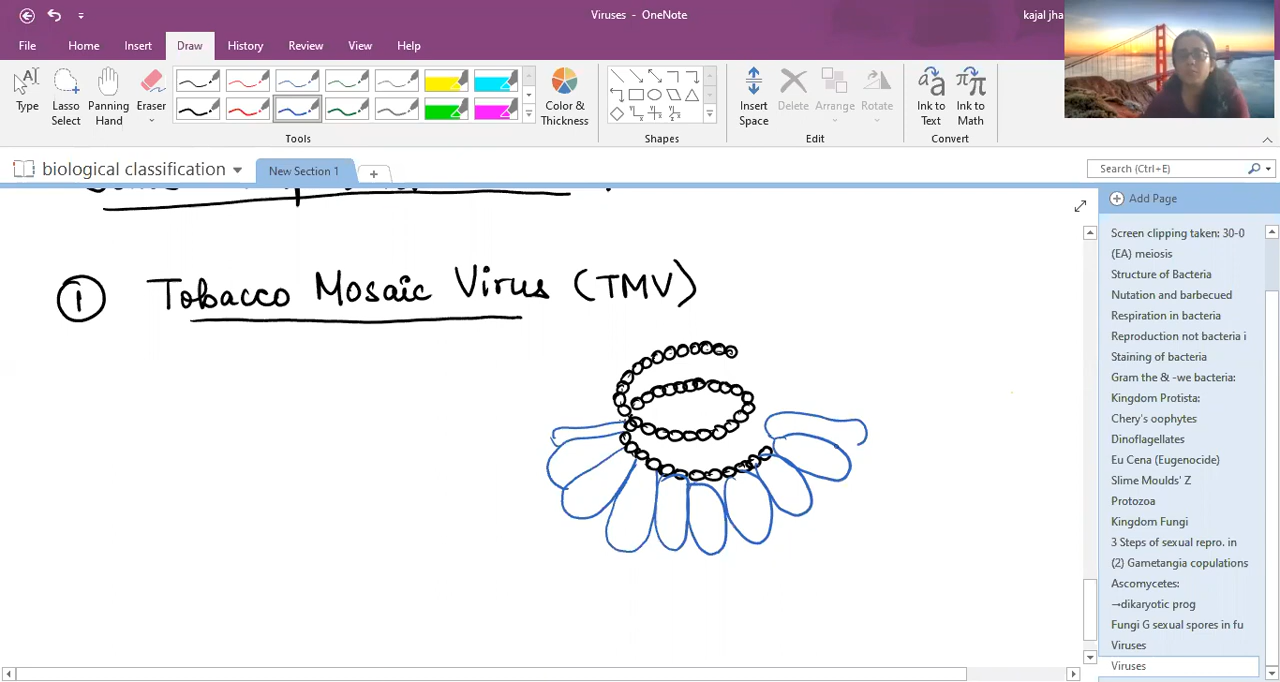 Viruses - OneNote
kajal jha
File Home Insert Draw History Review View Help
Type
Lasso Select
Panning Hand
Eraser
Color & Thickness
Insert Space
Delete
Arrange
Rotate
Ink to Text
Ink to Math
Tools
Shapes
Edit
Convert
biological classification
New Section 1
Search (Ctrl+E)
Add Page
① Tobacco Mosaic Virus (TMV)
Screen clipping taken: 30-0
(EA) meiosis
Structure of Bacteria
Nutation and barbecued
Respiration in bacteria
Reproduction not bacteria i
Staining of bacteria
Gram the & -we bacteria:
Kingdom Protista:
Chery's oophytes
Dinoflagellates
Eu Cena (Eugenocide)
Slime Moulds' Z
Protozoa
Kingdom Fungi
3 Steps of sexual repro. in
(2) Gametangia copulations
Ascomycetes:
→dikaryotic prog
Fungi G sexual spores in fu
Viruses
Viruses